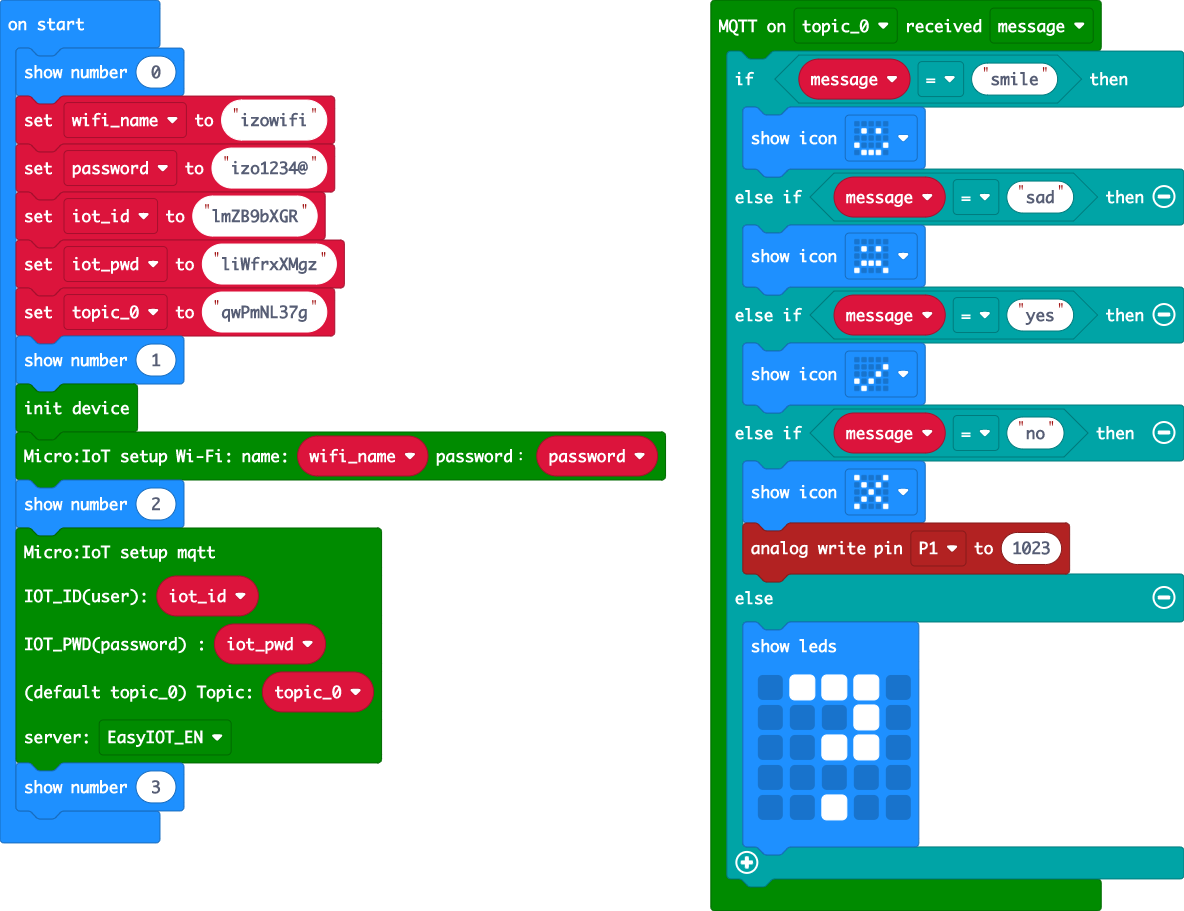 on start
show number 0
set wifi_name to "izowifi"
set password to "izo1234@"
set iot_id to "lmZB9bXGR"
set iot_pwd to "liWfrxXMgz"
set topic_0 to "qwPmNL37g"
show number 1
init device
Micro:IoT setup Wi-Fi: name: wifi_name password: password
show number 2
Micro:IoT setup mqtt
IOT_ID(user): iot_id
IOT_PWD(password) : iot_pwd
(default topic_0) Topic: topic_0
server: EasyIOT_EN
show number 3
MQTT on topic_0 received message
if message = "smile" then
show icon
else if message = "sad" then
show icon
else if message = "yes" then
show icon
else if message = "no" then
show icon
analog write pin P1 to 1023
else
show leds